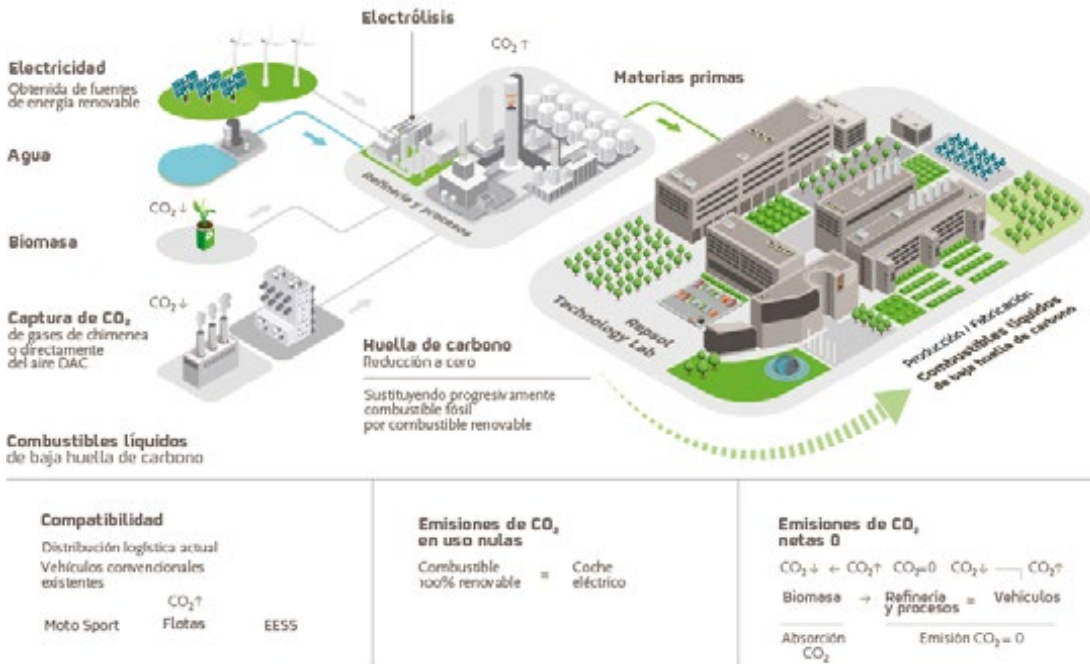 Electrólisis
CO₂ ↑
Electricidad
Obtenida de fuentes
de energía renovable
Materias primas
Agua
Refinería y procesos
CO₂ ↓
Biomasa
CO₂ ↓
Captura de CO₂
de gases de chimenea
o directamente
del aire DAC
Huella de carbono
Reducción a cero
Sustituyendo progresivamente
combustible fósil
por combustible renovable
Repsol
Technology Lab
Producción / Fabricación
Combustibles líquidos
de baja huella de carbono
Combustibles líquidos
de baja huella de carbono
Compatibilidad
Distribución logística actual
Vehículos convencionales
existentes
CO₂↑
Moto Sport Flotas EESS
Emisiones de CO₂
en uso nulas
Combustible
100% renovable = Coche
eléctrico
Emisiones de CO₂
netas 0
CO₂↓ ← CO₂↑ CO₂=0 CO₂↓ CO₂↑
Biomasa → Refinería
y procesos = Vehículos
Absorción
CO₂
Emisión CO₂ = 0